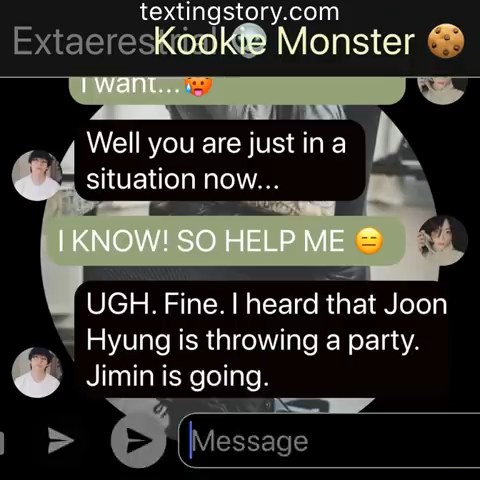 textingstory.com
Kookie Monster 🍪
I want...🥵
Well you are just in a
situation now...
I KNOW! SO HELP ME 😑
UGH. Fine. I heard that Joon
Hyung is throwing a party.
Jimin is going.
Message